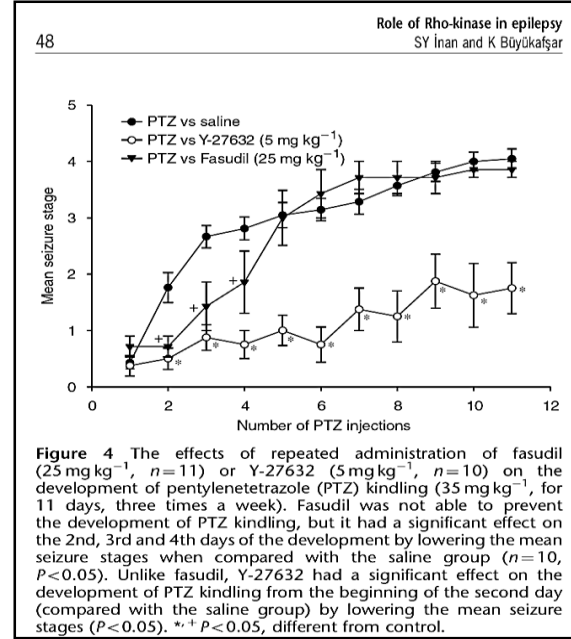 Role of Rho-kinase in epilepsy
48
SY İnan and K Büyükafşar
5
4
3
2
1
0
Mean seizure stage
PTZ vs saline
PTZ vs Y-27632 (5 mg kg⁻¹)
PTZ vs Fasudil (25 mg kg⁻¹)
+
+
+
*
*
*
*
*
*
*
*
*
*
0
2
4
6
8
10
12
Number of PTZ injections
Figure 4 The effects of repeated administration of fasudil
(25 mg kg⁻¹, n=11) or Y-27632 (5 mg kg⁻¹, n=10) on the
development of pentylenetetrazole (PTZ) kindling (35 mg kg⁻¹, for
11 days, three times a week). Fasudil was not able to prevent
the development of PTZ kindling, but it had a significant effect on
the 2nd, 3rd and 4th days of the development by lowering the mean
seizure stages when compared with the saline group (n=10,
P<0.05). Unlike fasudil, Y-27632 had a significant effect on the
development of PTZ kindling from the beginning of the second day
(compared with the saline group) by lowering the mean seizure
stages (P<0.05). *,⁺P<0.05, different from control.